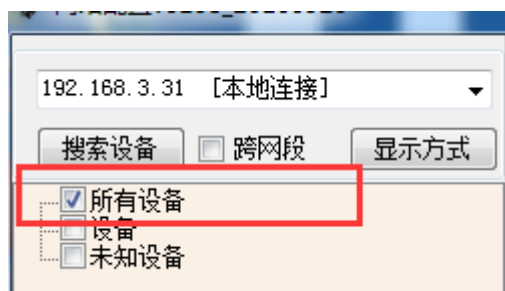 192.168.3.31 [本地连接]
搜索设备 跨网段 显示方式
所有设备
设备
未知设备